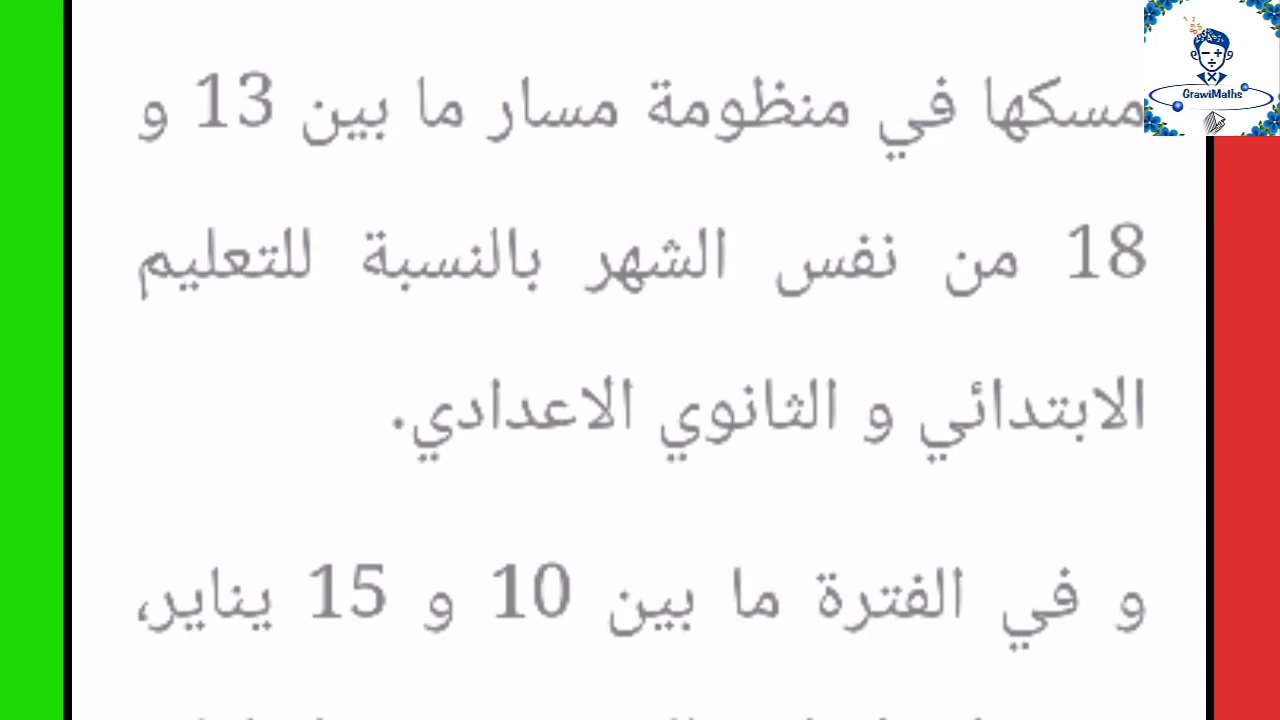 GrawiMaths
مسكها في منظومة مسار ما بين 13 و
18 من نفس الشهر بالنسبة للتعليم
الابتدائي و الثانوي الاعدادي.
و في الفترة ما بين 10 و 15 يناير،